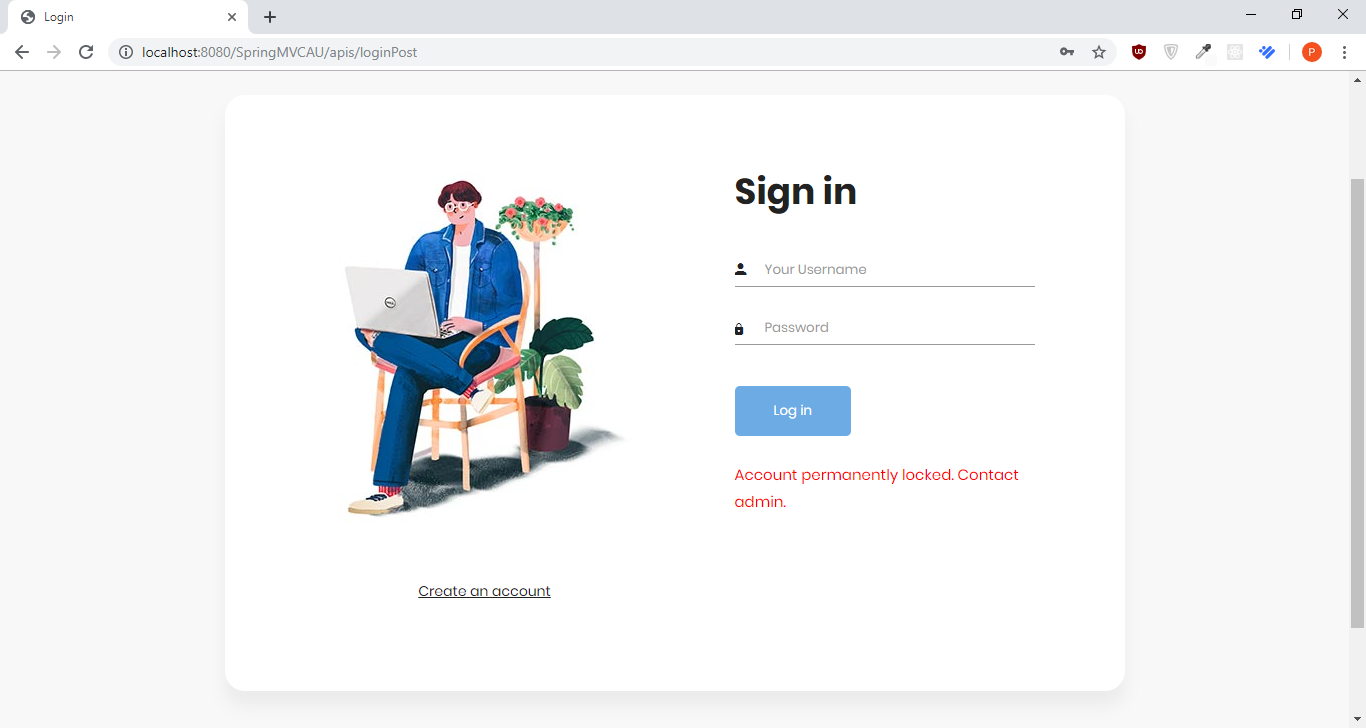 Login
localhost:8080/SpringMVCAU/apis/loginPost
P
Sign in
Your Username
Password
Log in
Account permanently locked. Contact
admin.
Create an account